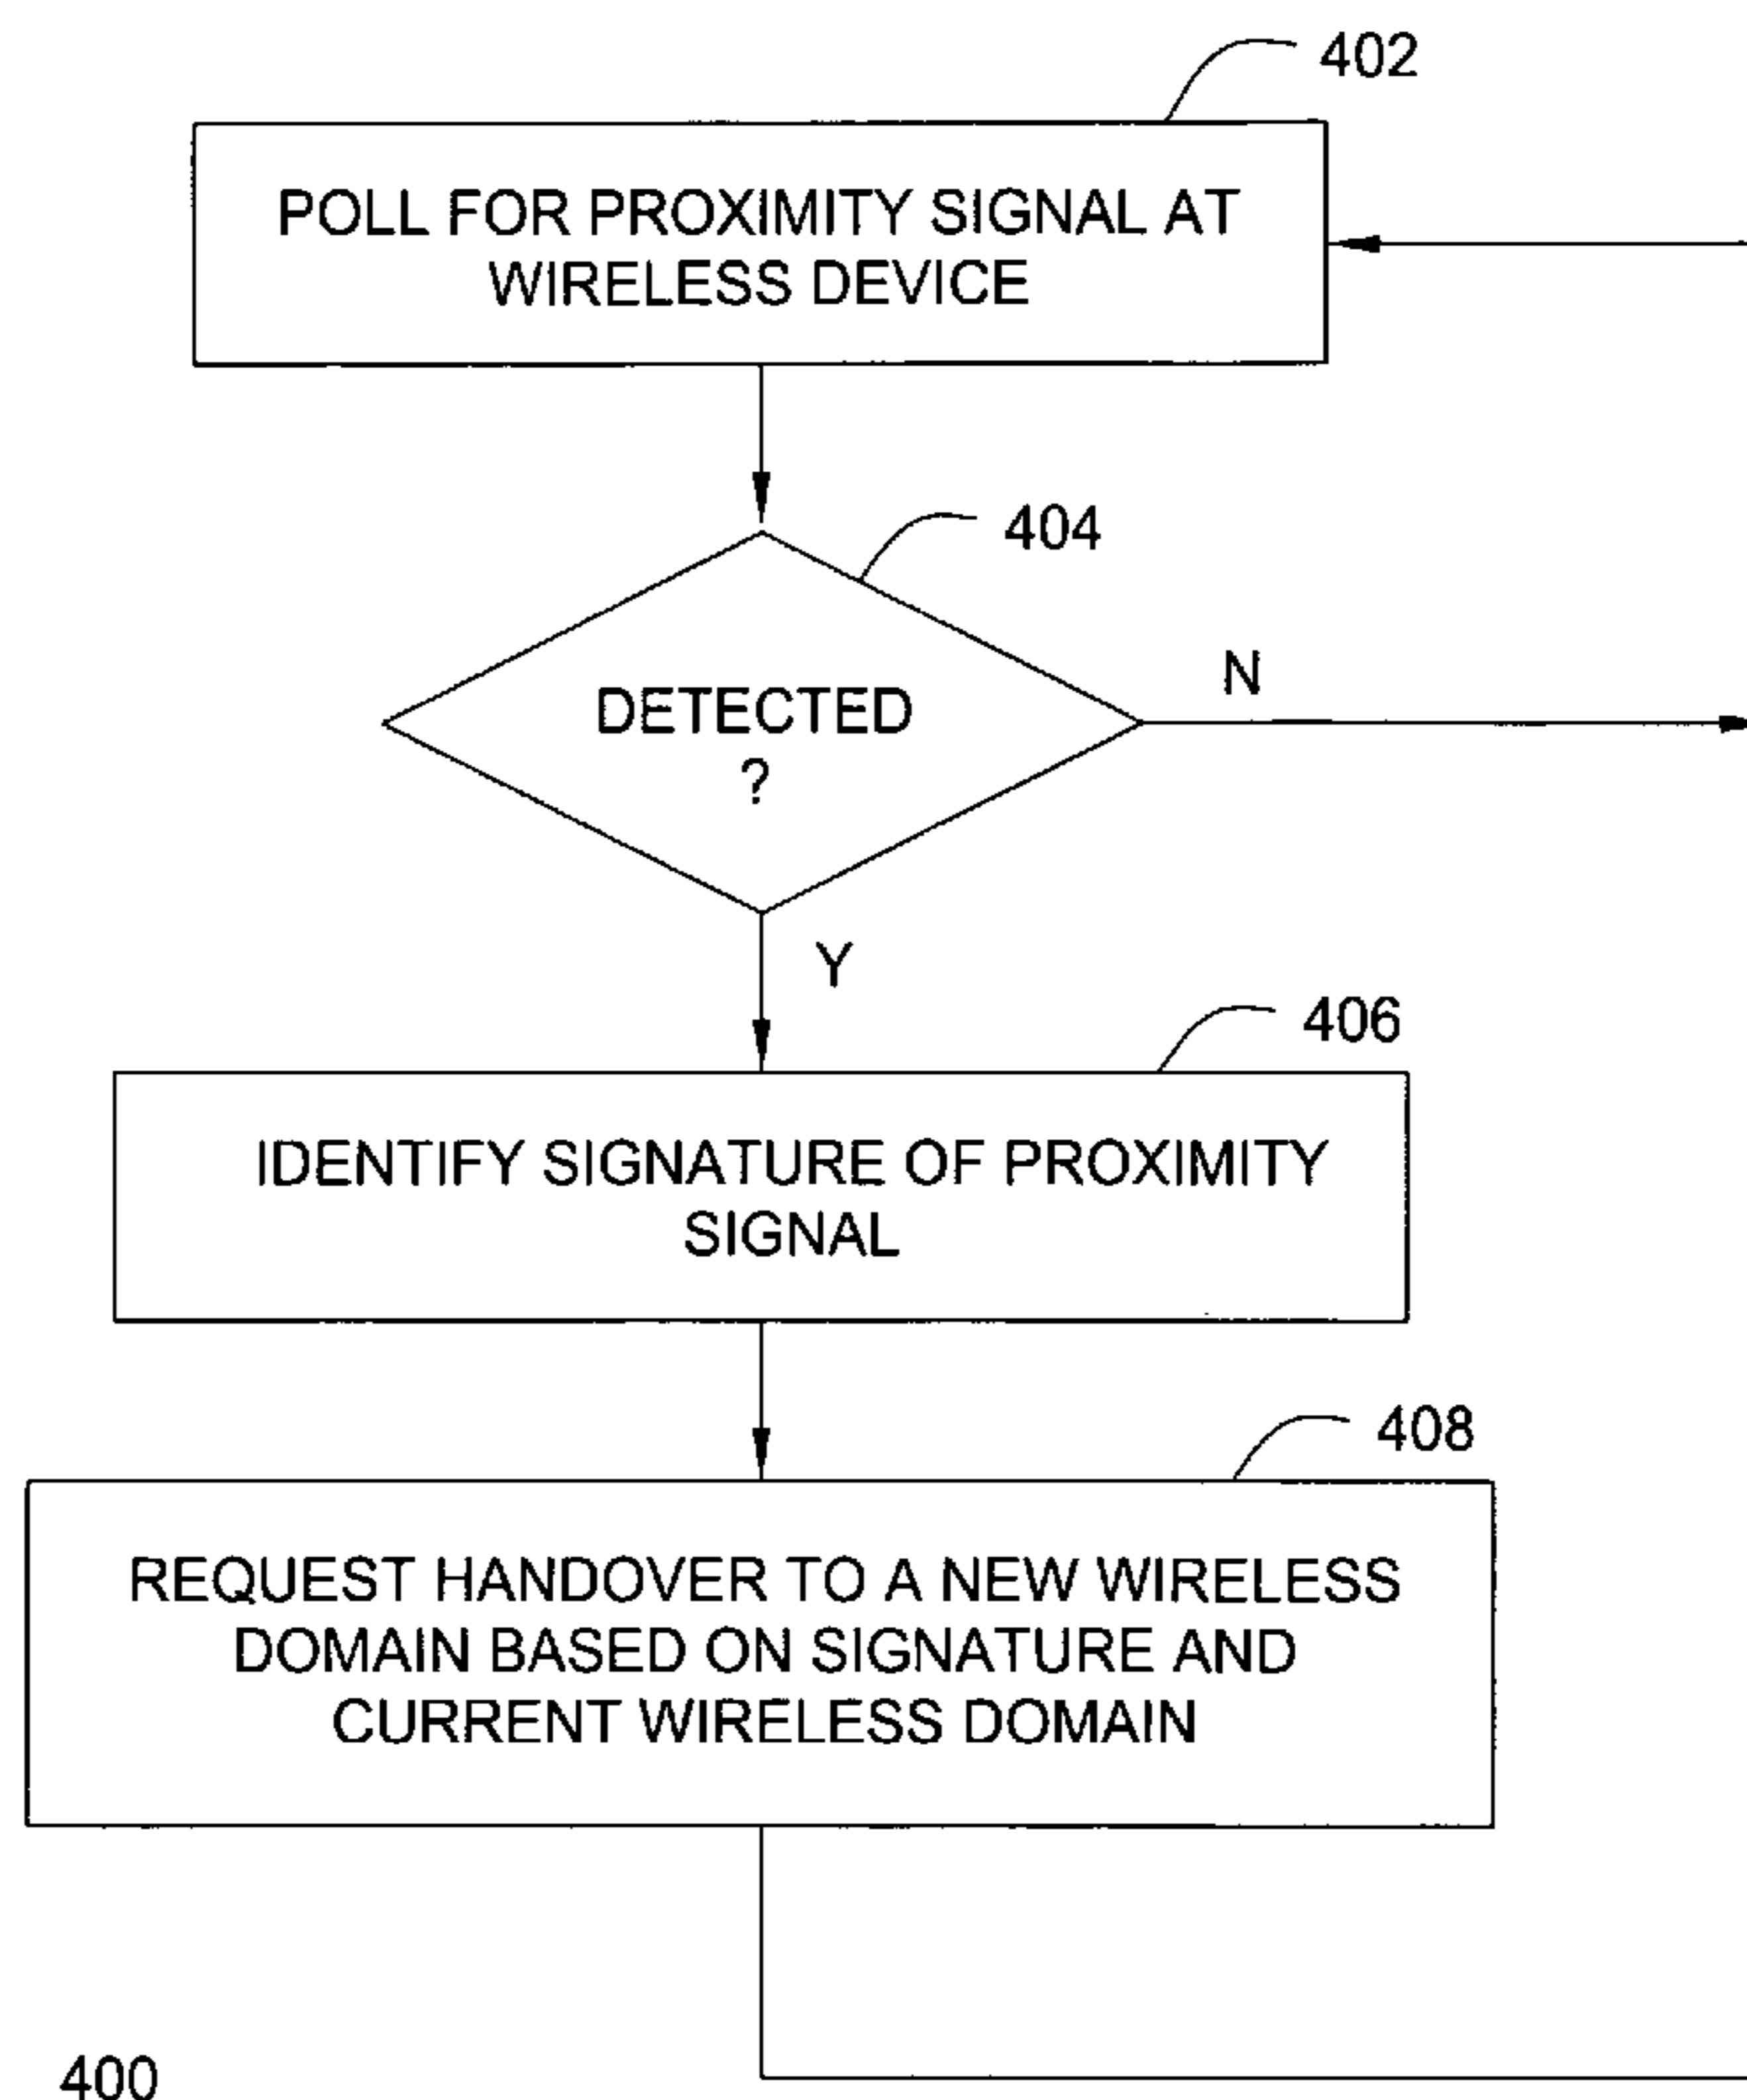 402
POLL FOR PROXIMITY SIGNAL AT
WIRELESS DEVICE
404
DETECTED
?
N
Y
406
IDENTIFY SIGNATURE OF PROXIMITY
SIGNAL
408
REQUEST HANDOVER TO A NEW WIRELESS
DOMAIN BASED ON SIGNATURE AND
CURRENT WIRELESS DOMAIN
400